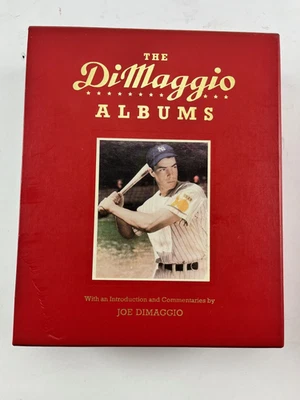 THE
DiMaggio
ALBUMS
With an Introduction and Commentaries by
JOE DIMAGGIO